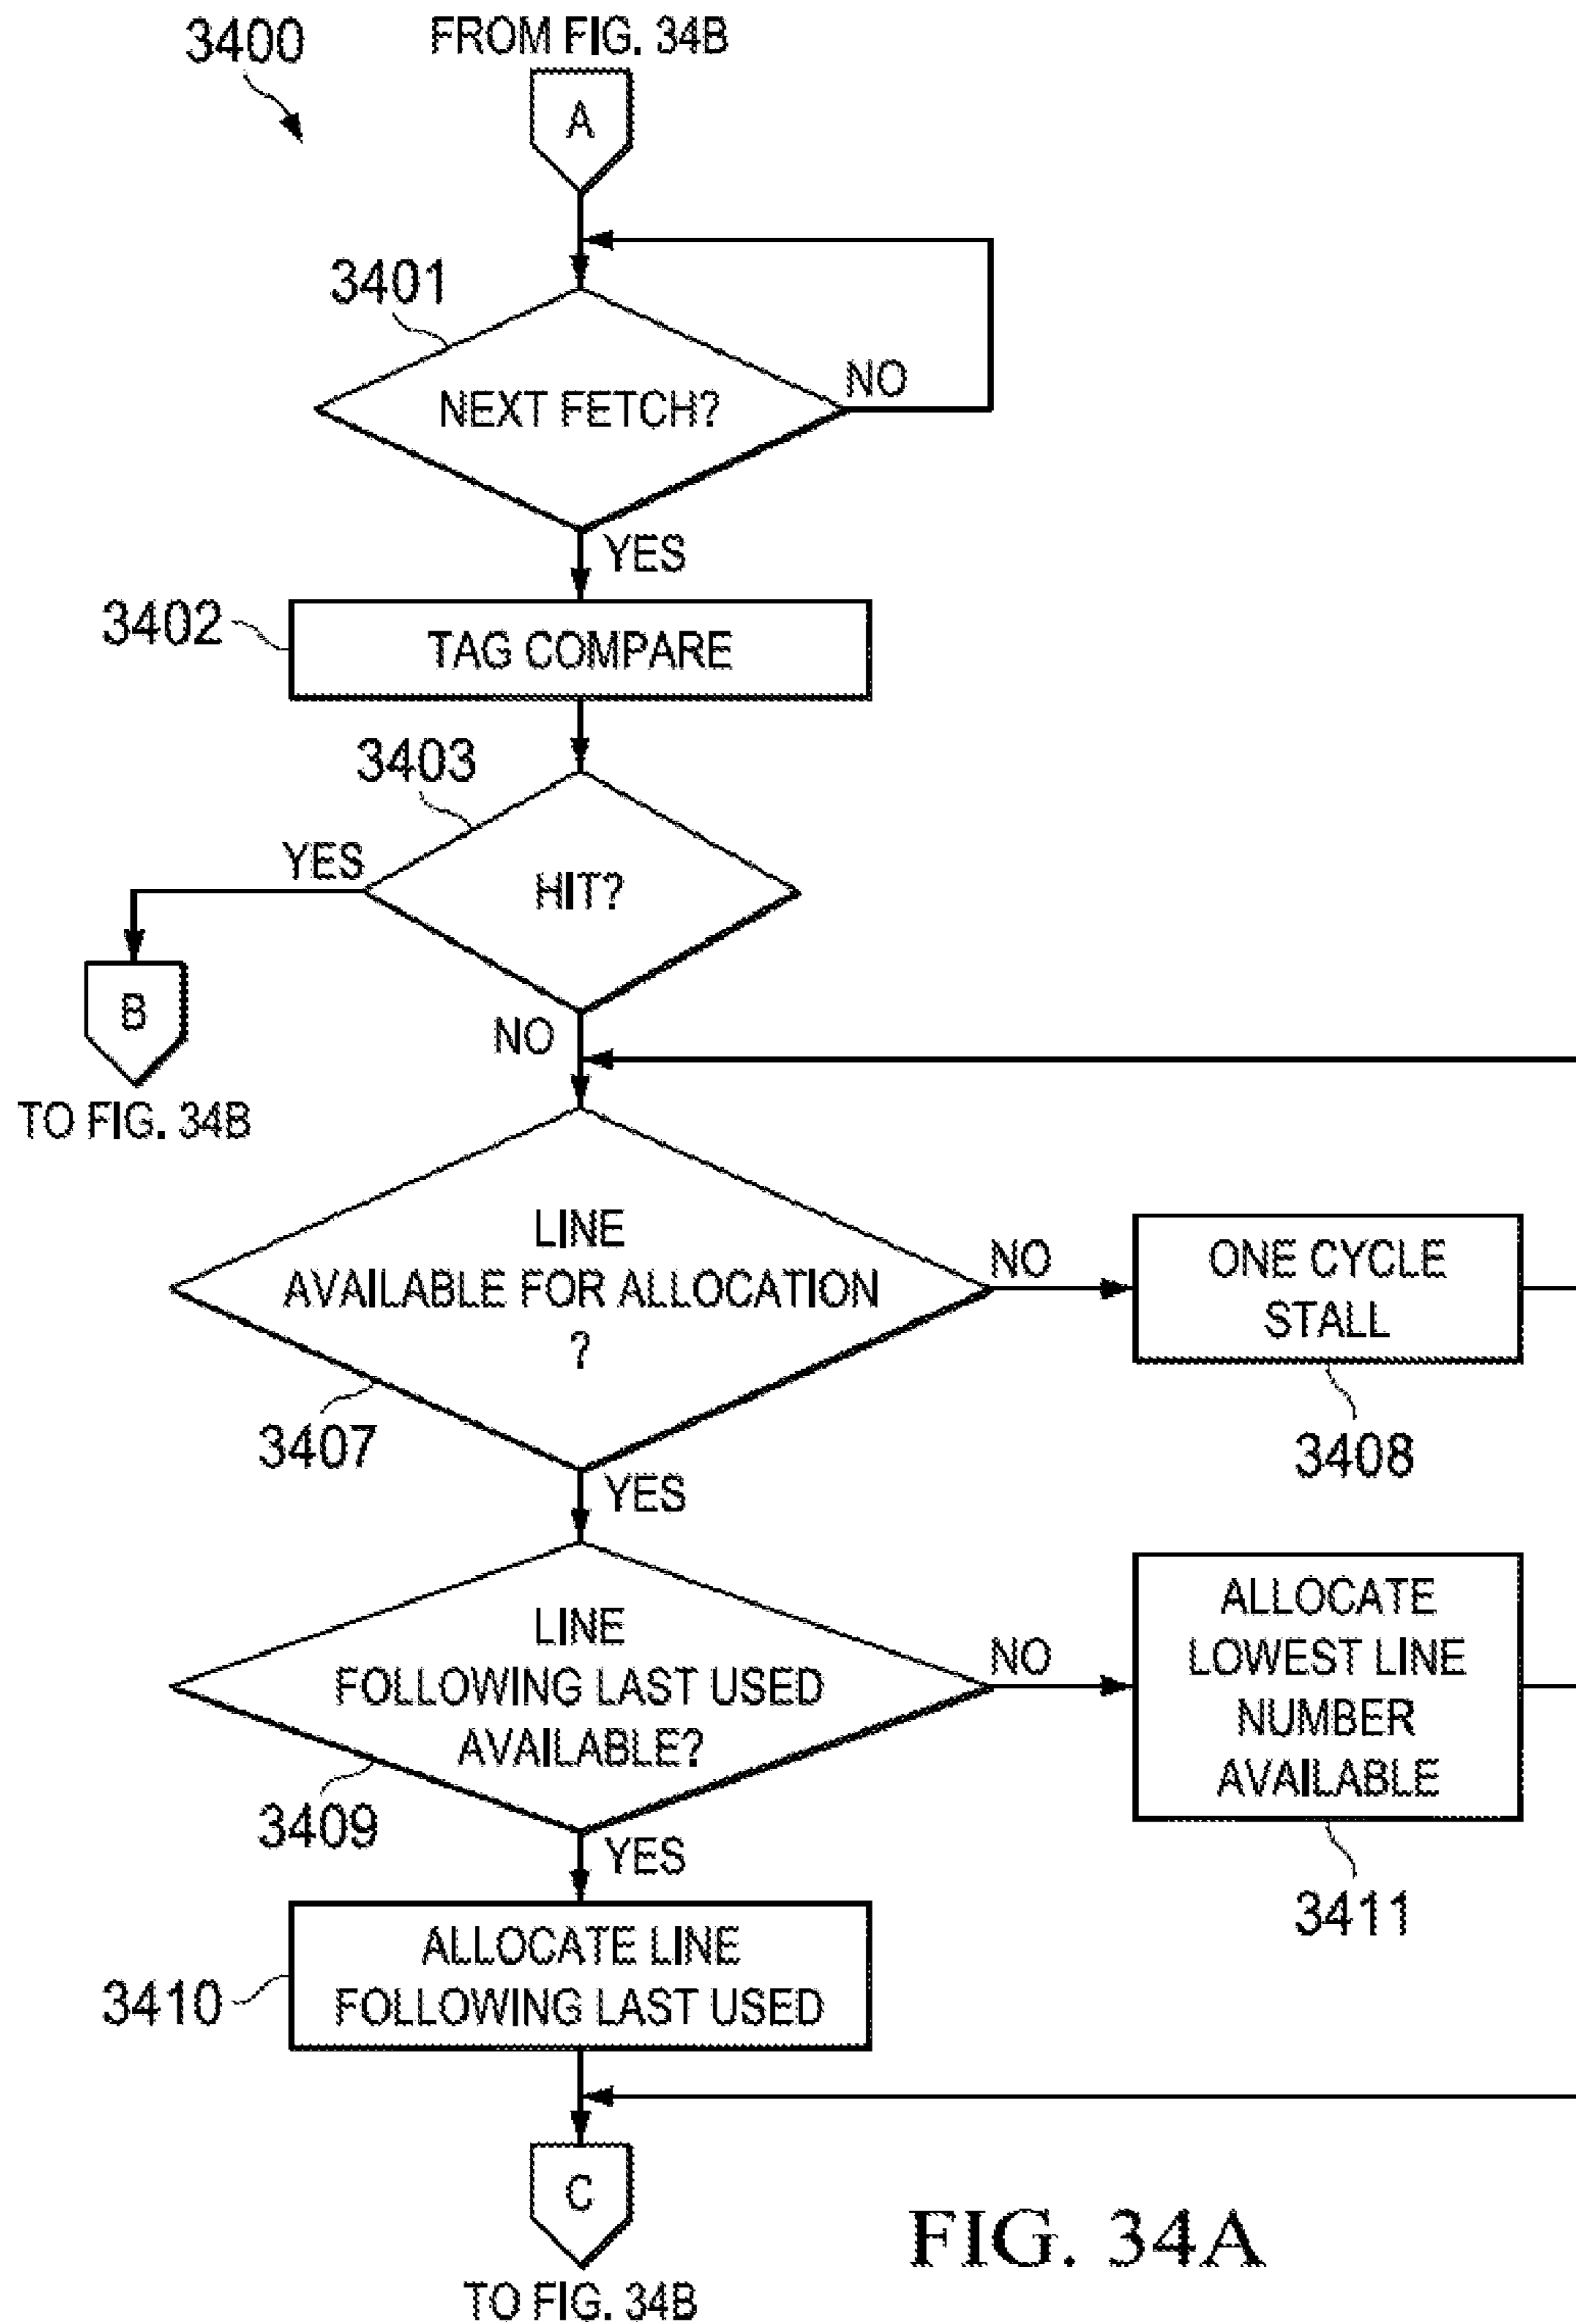 3400
FROM FIG. 34B
A
3401
NEXT FETCH?
NO
YES
3402
TAG COMPARE
3403
HIT?
YES
B
TO FIG. 34B
NO
LINE
AVAILABLE FOR ALLOCATION
?
NO
ONE CYCLE
STALL
3407
3408
YES
LINE
FOLLOWING LAST USED
AVAILABLE?
NO
ALLOCATE
LOWEST LINE
NUMBER
AVAILABLE
3409
3411
YES
ALLOCATE LINE
FOLLOWING LAST USED
3410
C
TO FIG. 34B
FIG. 34A